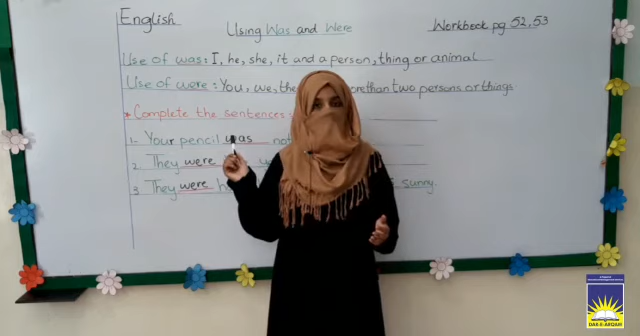 English
Using Was and Were
Workbook pg 52,53
Use of was: I, he, she, it and a person, thing or animal
Use of were: You, we, than two persons or things
* Complete the sentences:
1- Your pencil was not
2- They were
3- They were sunny.
DAR-E-ARQAM